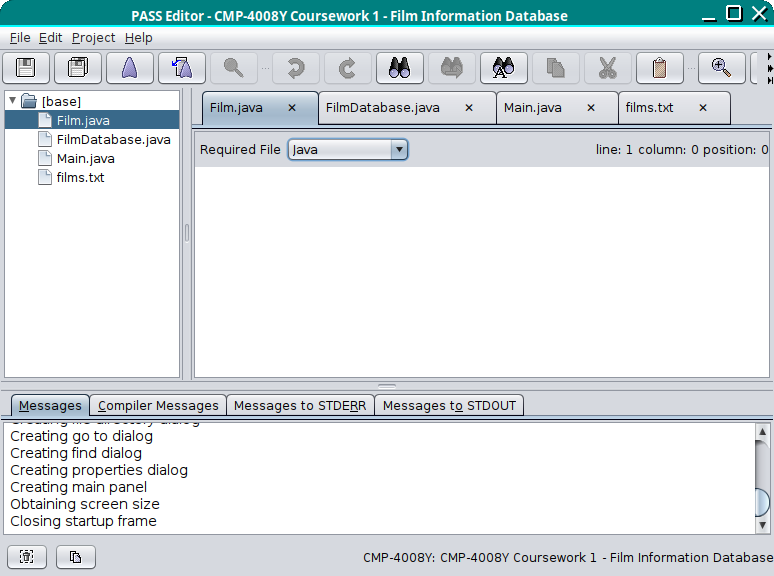 PASS Editor - CMP-4008Y Coursework 1 - Film Information Database
File Edit Project Help
[base]
Film.java
FilmDatabase.java
Main.java
films.txt
Film.java × FilmDatabase.java × Main.java × films.txt ×
Required File java line: 1 column: 0 position: 0
Messages Compiler Messages Messages to STDERR Messages to STDOUT
Creating file directory dialog
Creating go to dialog
Creating find dialog
Creating properties dialog
Creating main panel
Obtaining screen size
Closing startup frame
CMP-4008Y: CMP-4008Y Coursework 1 - Film Information Database